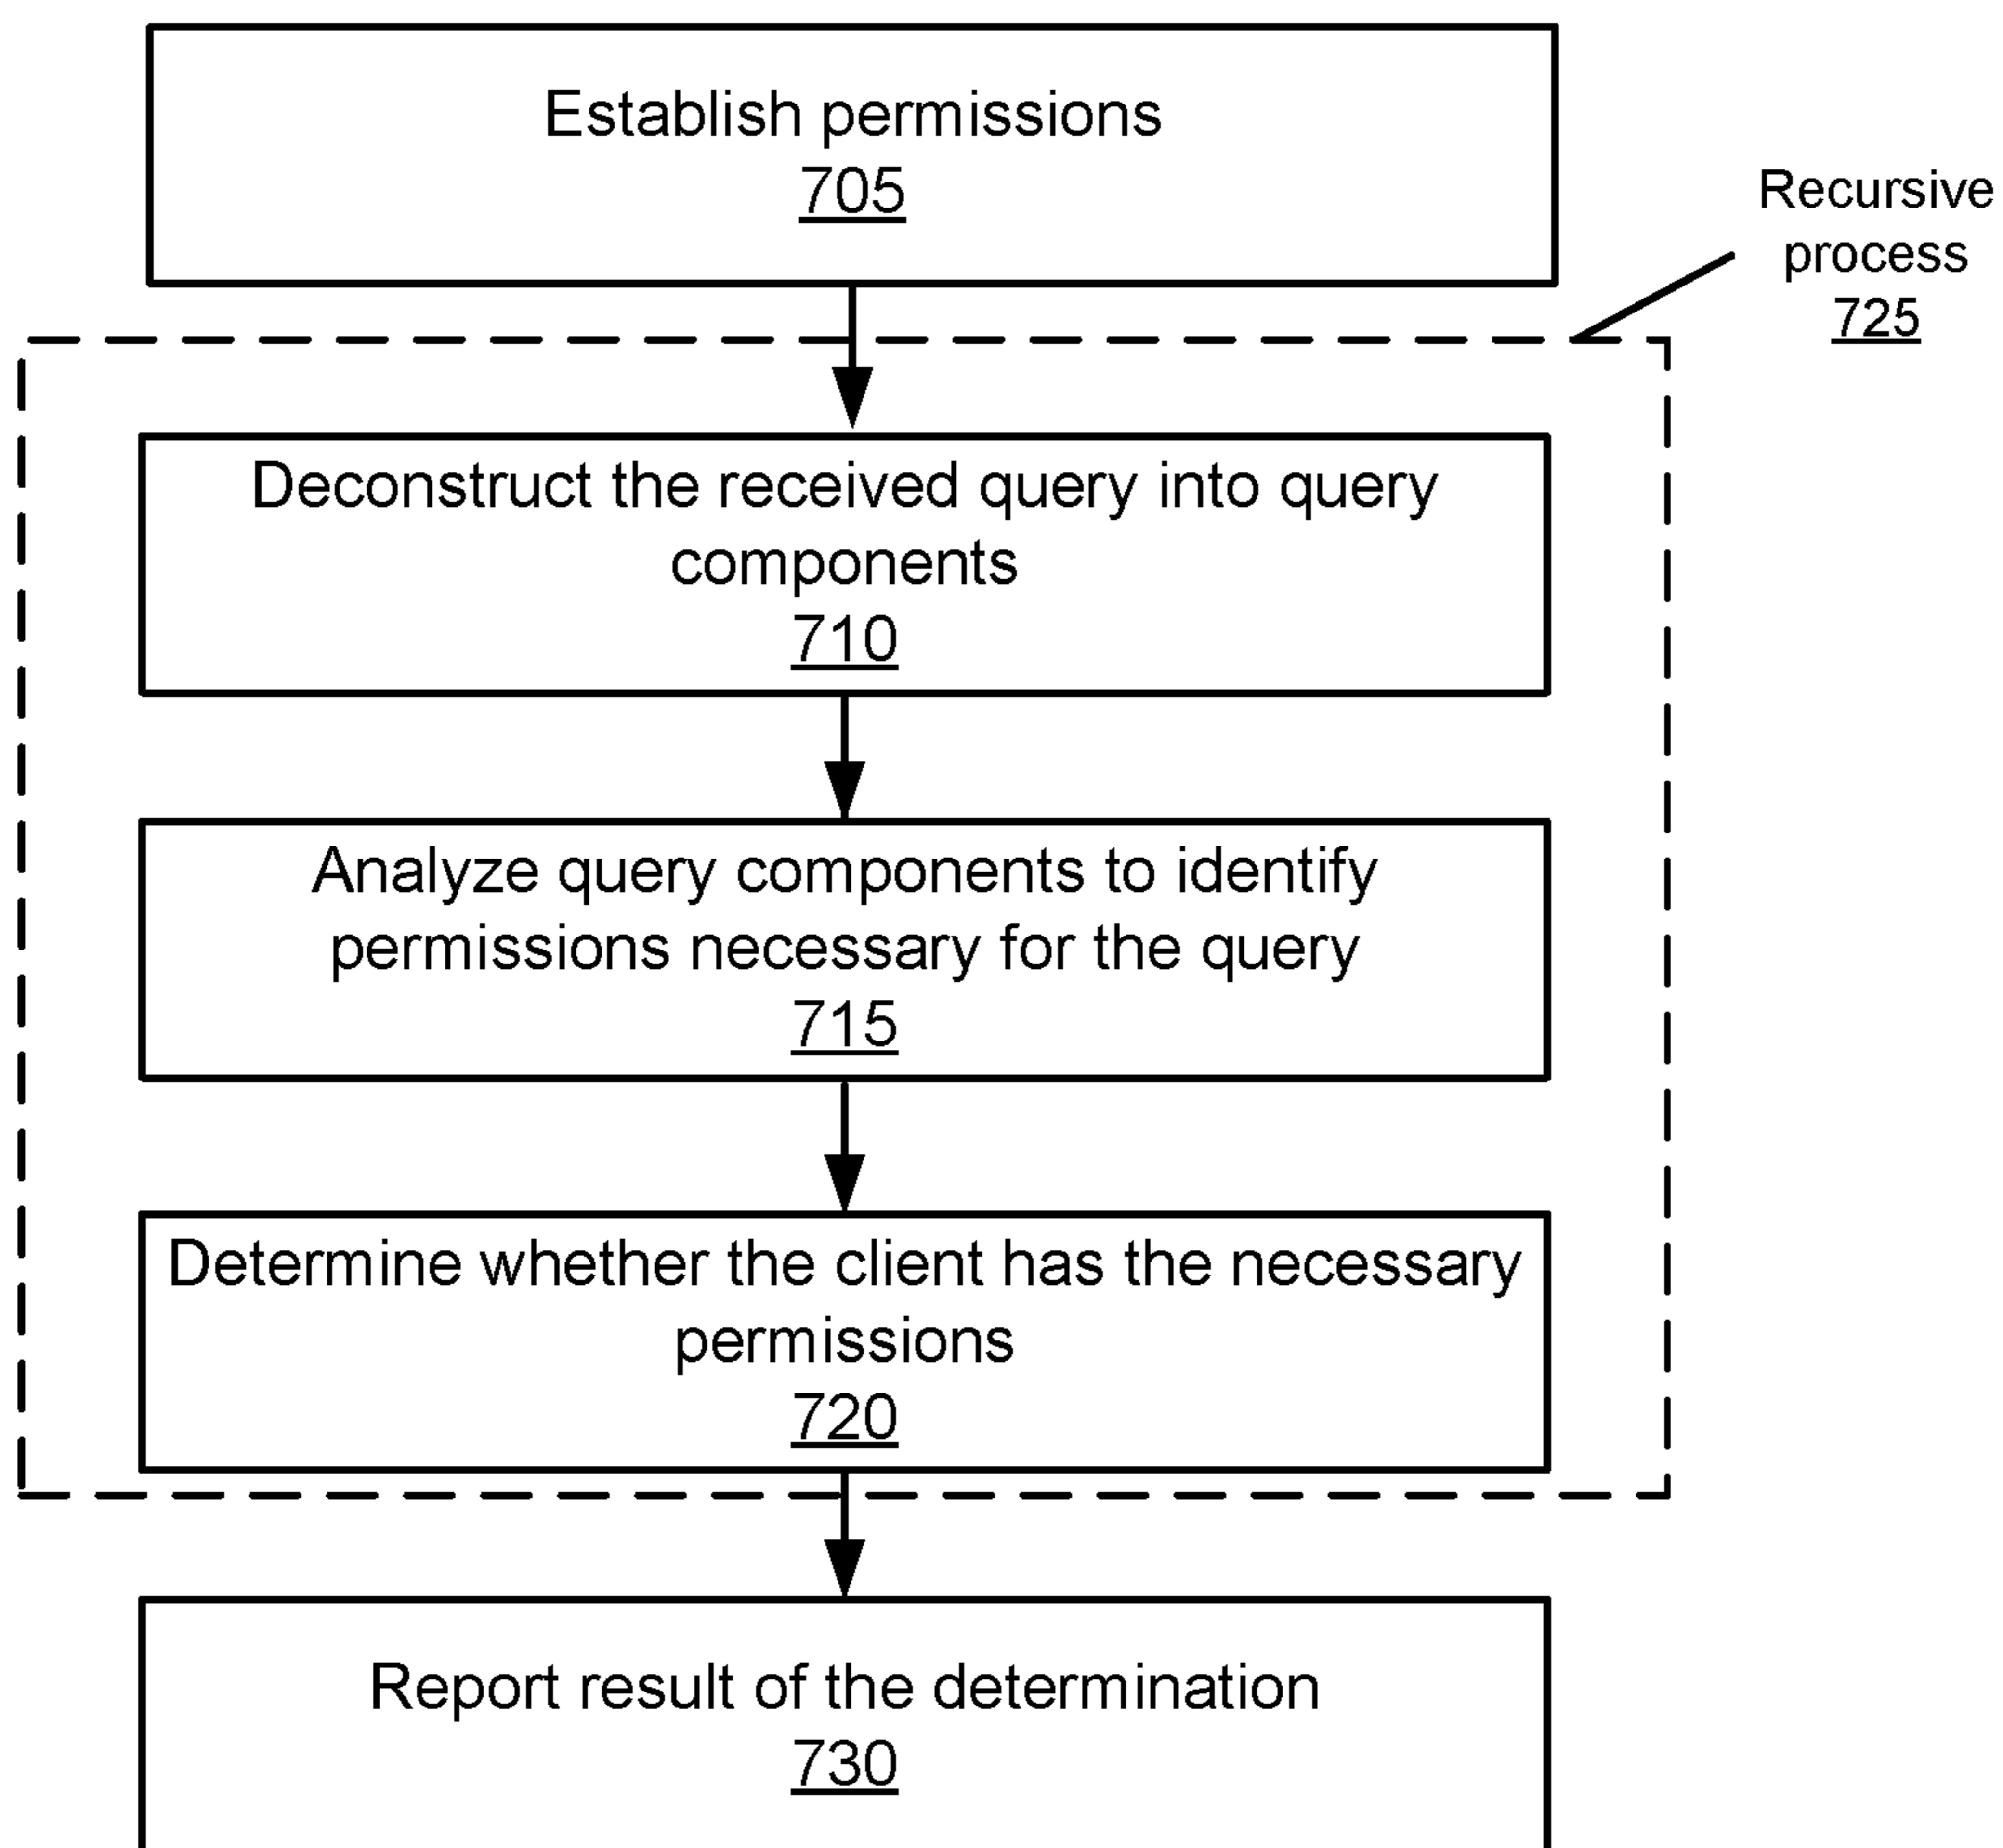 Establish permissions
705
Recursive
process
725
Deconstruct the received query into query
components
710
Analyze query components to identify
permissions necessary for the query
715
Determine whether the client has the necessary
permissions
720
Report result of the determination
730